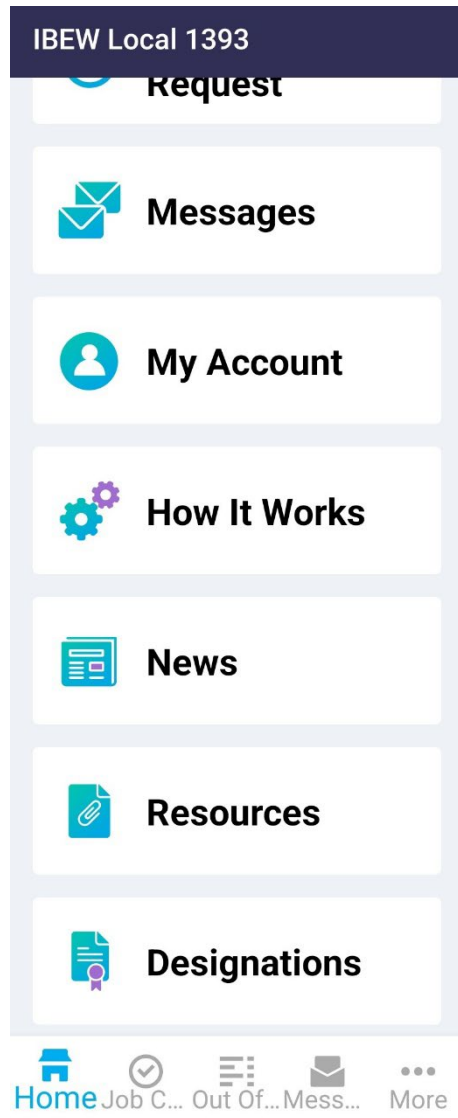 IBEW Local 1393
Request
Messages
My Account
How It Works
News
Resources
Designations
Home Job C... Out Of... Mess... More